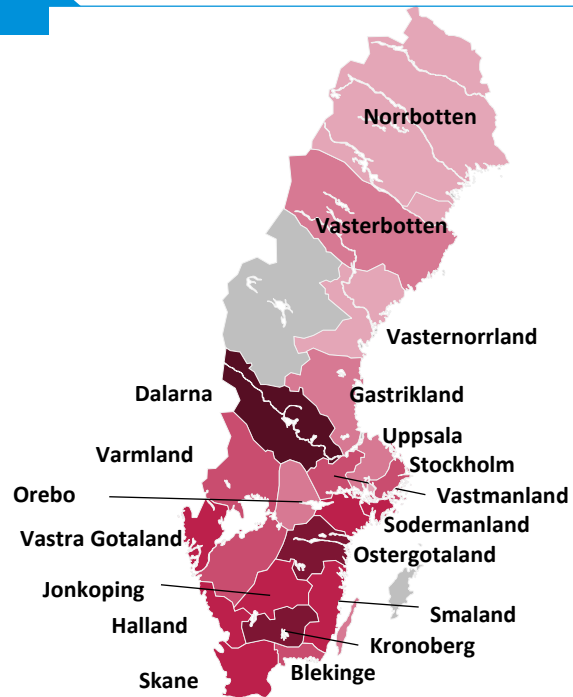 Norrbotten
Vasterbotten
Vasternorrland
Dalarna
Gastrikland
Uppsala
Varmland
Stockholm
Orebo
Vastmanland
Sodermanland
Vastra Gotaland
Ostergotaland
Jonkoping
Smaland
Halland
Kronoberg
Blekinge
Skane